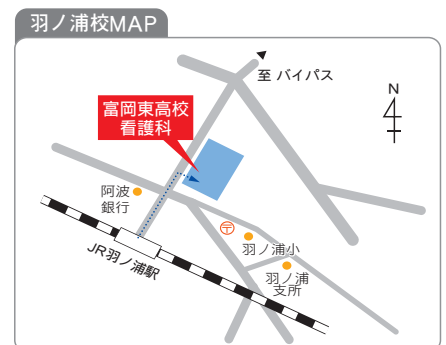 羽ノ浦校MAP
至 バイパス
N
富岡東高校
看護科
阿波
銀行
〒
羽ノ浦小
羽ノ浦
支所
JR羽ノ浦駅